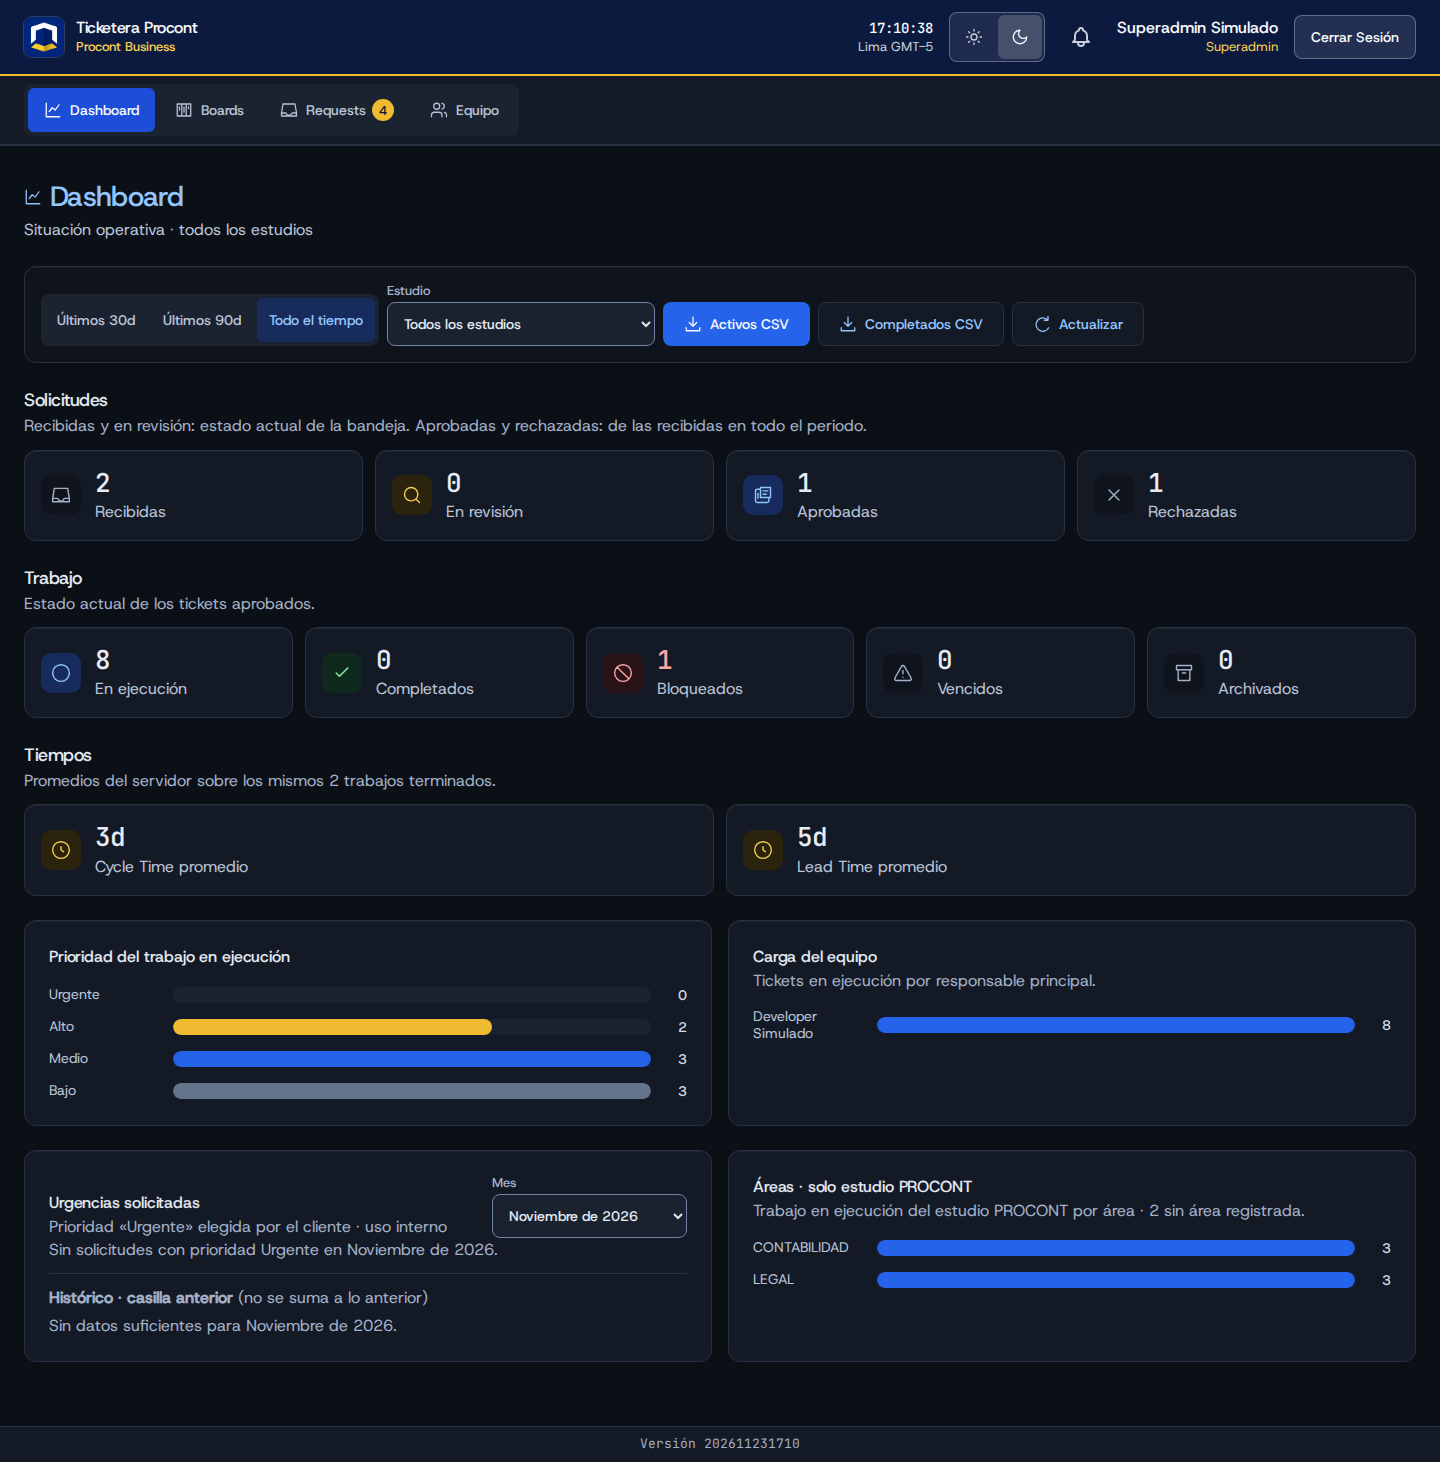 Ticketera Procont
Procont Business
17:10:38
Lima GMT-5
Superadmin Simulado
Superadmin
Cerrar Sesión
Dashboard
Boards
Requests 4
Equipo
Dashboard
Situación operativa · todos los estudios
Últimos 30d
Últimos 90d
Todo el tiempo
Estudio
Todos los estudios
Activos CSV
Completados CSV
Actualizar
Solicitudes
Recibidas y en revisión: estado actual de la bandeja. Aprobadas y rechazadas: de las recibidas en todo el periodo.
2
Recibidas
0
En revisión
1
Aprobadas
1
Rechazadas
Trabajo
Estado actual de los tickets aprobados.
8
En ejecución
0
Completados
1
Bloqueados
0
Vencidos
0
Archivados
Tiempos
Promedios del servidor sobre los mismos 2 trabajos terminados.
3d
Cycle Time promedio
5d
Lead Time promedio
Prioridad del trabajo en ejecución
Urgente 0
Alto 2
Medio 3
Bajo 3
Carga del equipo
Tickets en ejecución por responsable principal.
Developer
Simulado 8
Urgencias solicitadas
Prioridad «Urgente» elegida por el cliente · uso interno
Mes
Noviembre de 2026
Sin solicitudes con prioridad Urgente en Noviembre de 2026.
Histórico · casilla anterior (no se suma a lo anterior)
Sin datos suficientes para Noviembre de 2026.
Áreas · solo estudio PROCONT
Trabajo en ejecución del estudio PROCONT por área · 2 sin área registrada.
CONTABILIDAD 3
LEGAL 3
Versión 202611231710